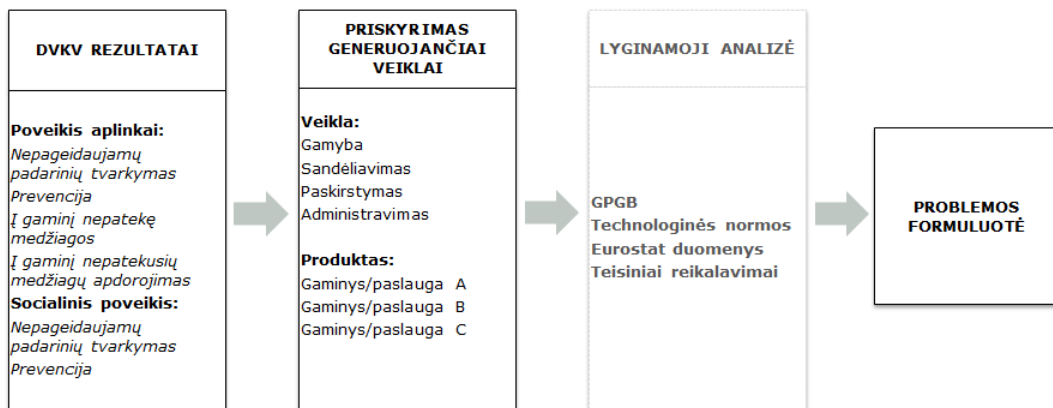 DVKV REZULTATAI
Poveikis aplinkai:
Nepageidaujamų
padarinių tvarkymas
Prevencija
Į gaminį nepatekę
medžiagos
Į gaminį nepatekusių
medžiagų apdorojimas
Socialinis poveikis:
Nepageidaujamų
padarinių tvarkymas
Prevencija
PRISKYRIMAS
GENERUOJANČIAI
VEIKLAI
Veikla:
Gamyba
Sandėliavimas
Paskirstymas
Administravimas
Produktas:
Gaminys/paslauga A
Gaminys/paslauga B
Gaminys/paslauga C
LYGINAMOJI ANALIZĖ
GPGB
Technologinės normos
Eurostat duomenys
Teisiniai reikalavimai
PROBLEMOS
FORMULUOTĖ